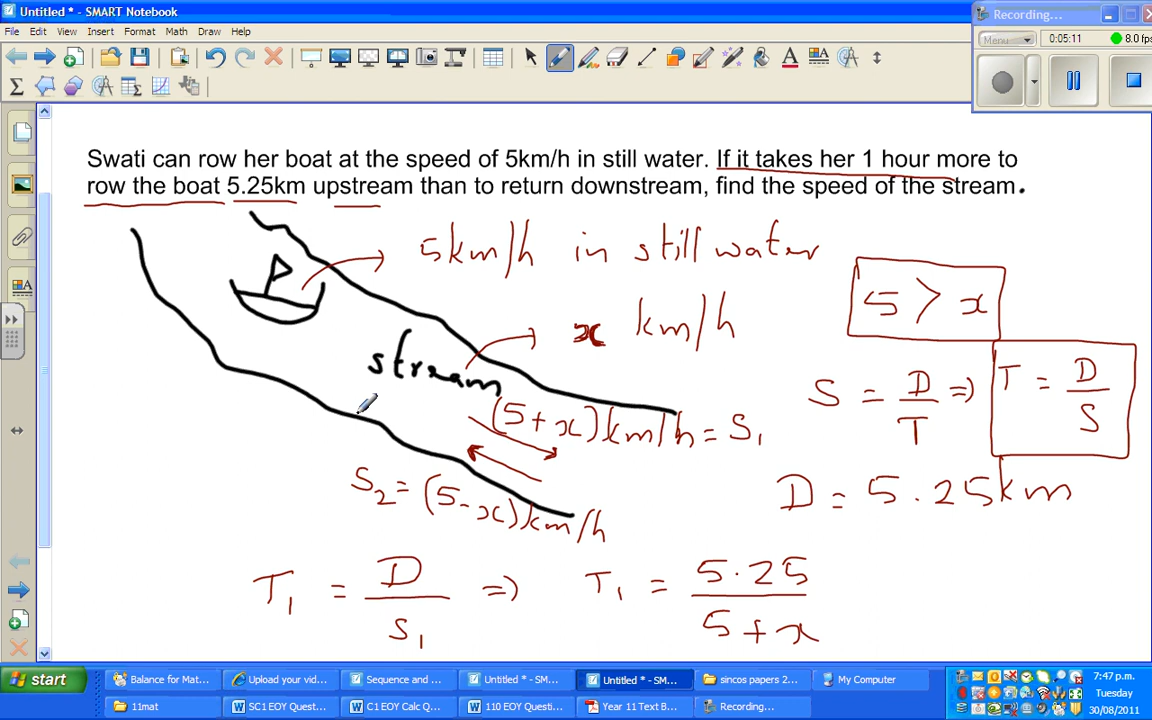 Untitled * - SMART Notebook
Recording...
File Edit View Insert Format Math Draw Help
Menu
0:05:11
8.0 fps
Swati can row her boat at the speed of 5km/h in still water. If it takes her 1 hour more to
row the boat 5.25km upstream than to return downstream, find the speed of the stream.
5km/h in still water
5 > x
x km/h
stream
S = D/T => T = D/S
(5+x)km/h = S₁
S₂ = (5-x)km/h
D = 5.25km
T₁ = D/S₁ => T₁ = 5.25/5+x
start
Balance for Mat...
Upload your vid...
Sequence and ...
Untitled * - SM...
Untitled * - SM...
sincos papers 2...
My Computer
7:47 p.m.
Tuesday
11mat
SC1 EOY Quest...
C1 EOY Calc Q...
110 EOY Questi...
Year 11 Text B...
Recording...
30/08/2011